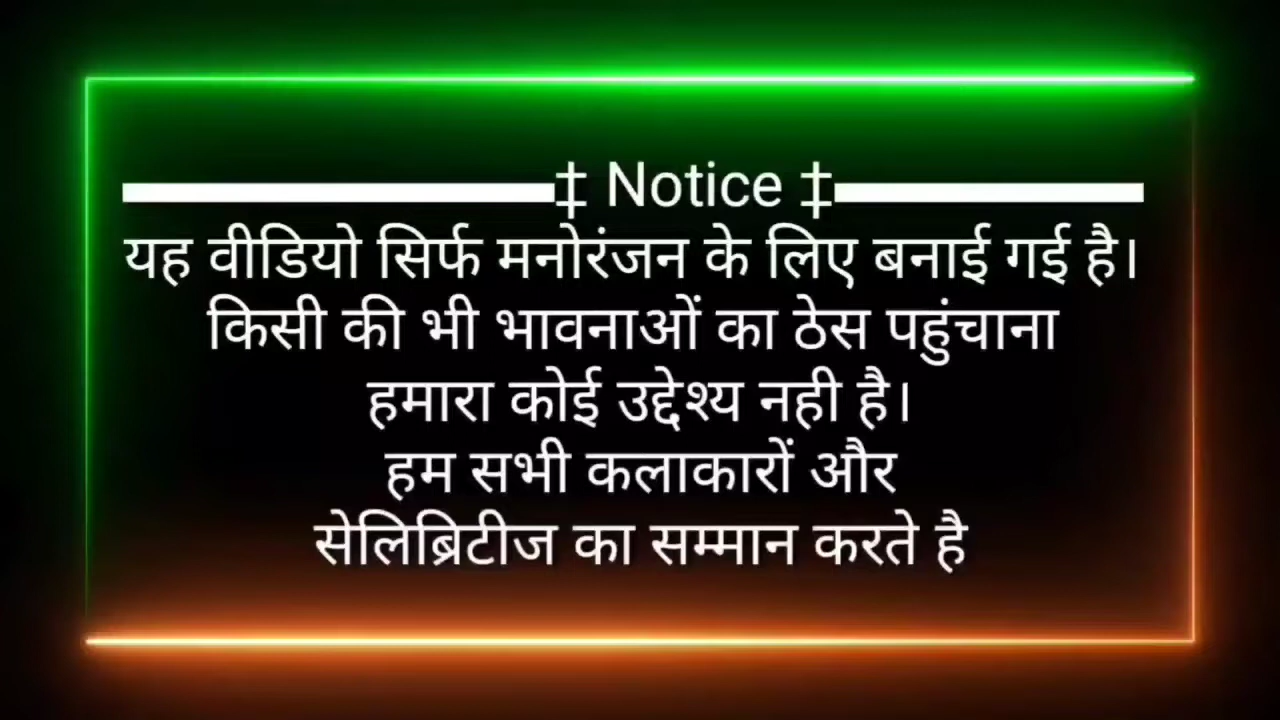 ‡ Notice ‡
यह वीडियो सिर्फ मनोरंजन के लिए बनाई गई है।
किसी की भी भावनाओं का ठेस पहुंचाना
हमारा कोई उद्देश्य नही है।
हम सभी कलाकारों और
सेलिब्रिटीज का सम्मान करते है